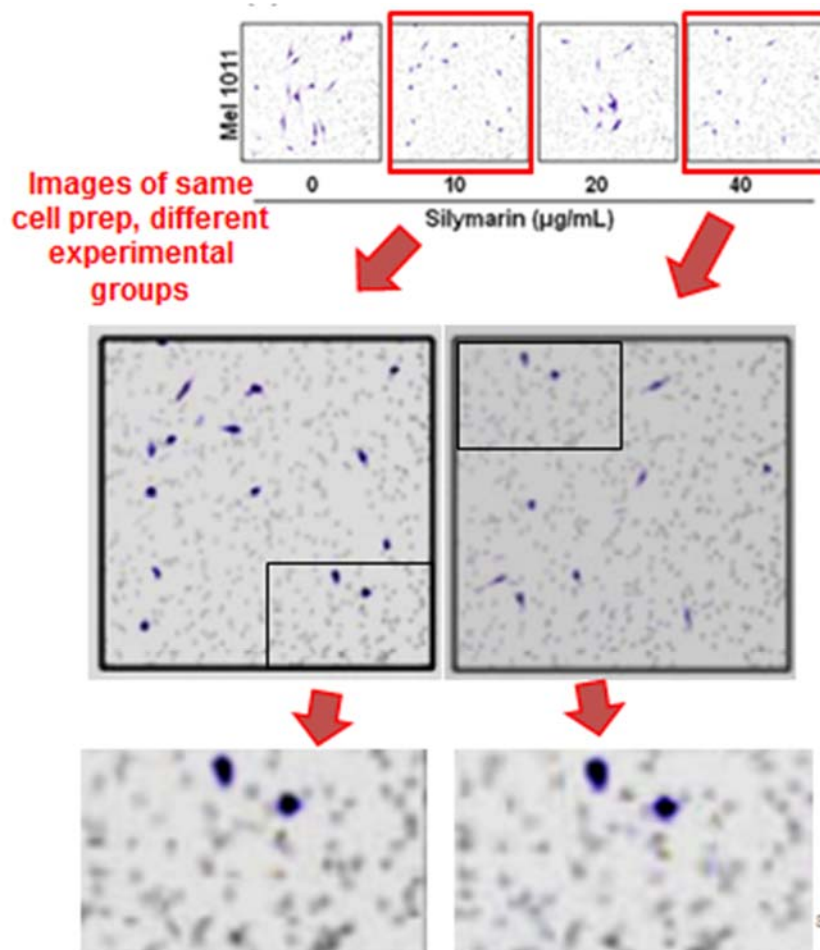 Mel 1011
0 10 20 40
Silymarin (µg/mL)
Images of same
cell prep, different
experimental
groups